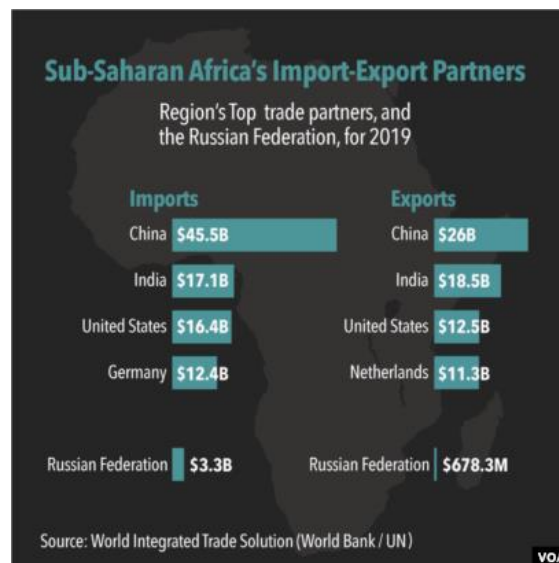 Sub-Saharan Africa's Import-Export Partners
Region's Top trade partners, and
the Russian Federation, for 2019
Imports
China $45.5B
India $17.1B
United States $16.4B
Germany $12.4B
Russian Federation $3.3B
Exports
China $26B
India $18.5B
United States $12.5B
Netherlands $11.3B
Russian Federation $678.3M
Source: World Integrated Trade Solution (World Bank / UN)